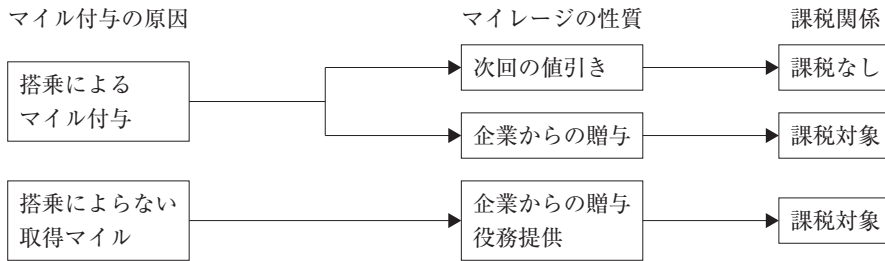 マイル付与の原因 マイレージの性質 課税関係
搭乗による
マイル付与
次回の値引き
課税なし
企業からの贈与
課税対象
搭乗によらない
取得マイル
企業からの贈与
役務提供
課税対象